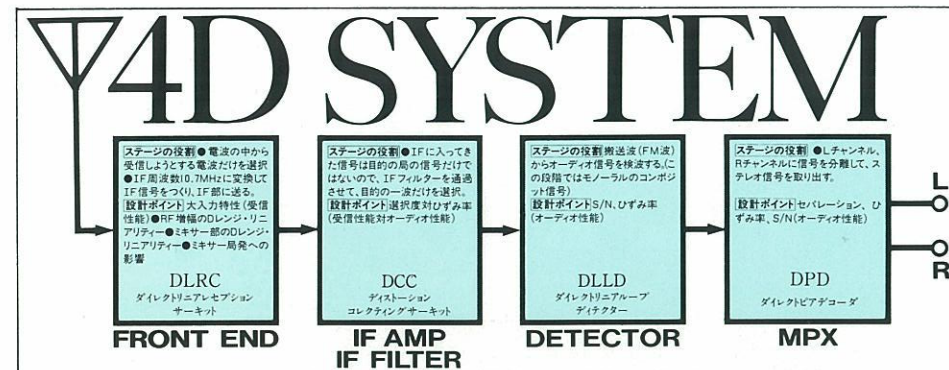 4D SYSTEM
ステージの役割 ●電波の中から
受信しようとする電波だけを選択
●IF周波数10.7MHzに変換して
IF信号をつくり、IF部に送る。
設計ポイント 大入力特性(受信
性能)●RF増幅のDレンジ・リニ
アリティー●ミキサー部のDレンジ・
リニアリティー●ミキサー局発への
影響
DLRC
ダイレクトリニアレセプション
サーキット
FRONT END
ステージの役割 ●IFに入ってき
た信号は目的の局の信号だけで
はないので、IFフィルターを通過
させて、目的の一波だけを選択。
設計ポイント 選択度対ひずみ率
(受信性能対オーディオ性能)
DCC
ディストーション
コレクティングサーキット
IF AMP
IF FILTER
ステージの役割 搬送波(FM波)
からオーディオ信号を検波する。(こ
の段階ではモノーラルのコンポジ
ット信号)
設計ポイント S/N、ひずみ率
(オーディオ性能)
DLLD
ダイレクトリニアループ
ディテクター
DETECTOR
ステージの役割 ●Lチャンネル、
Rチャンネルに信号を分離して、ス
テレオ信号を取り出す。
設計ポイント セパレーション、ひ
ずみ率、S/N(オーディオ性能)
DPD
ダイレクトピアデコーダ
MPX
L
R